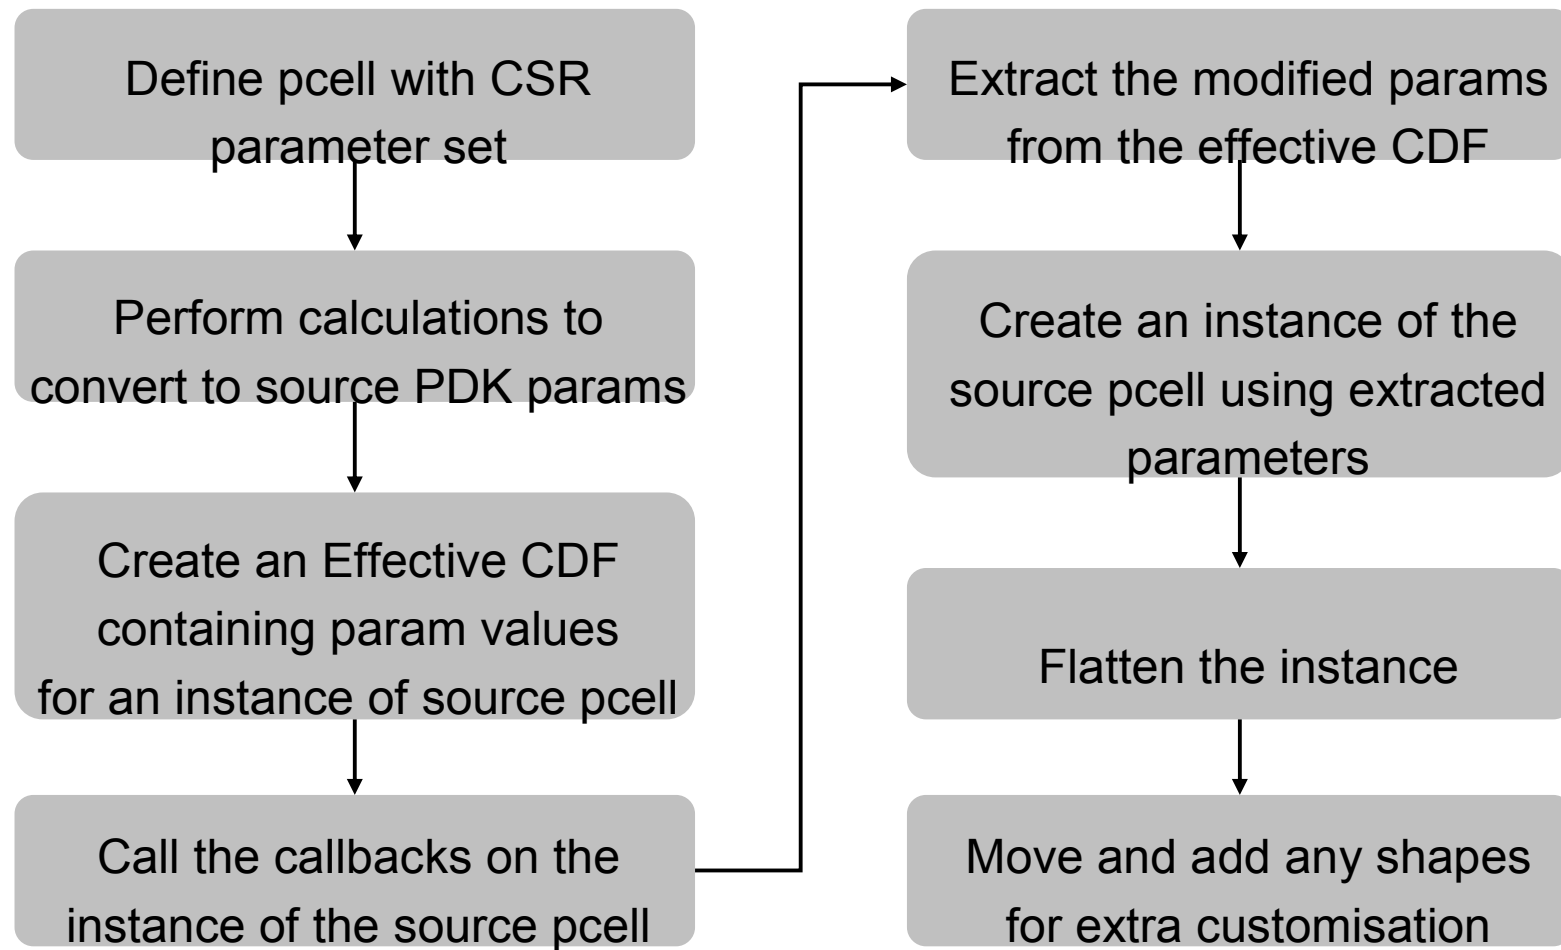 Define pcell with CSR
parameter set
Perform calculations to
convert to source PDK params
Create an Effective CDF
containing param values
for an instance of source pcell
Call the callbacks on the
instance of the source pcell
Extract the modified params
from the effective CDF
Create an instance of the
source pcell using extracted
parameters
Flatten the instance
Move and add any shapes
for extra customisation